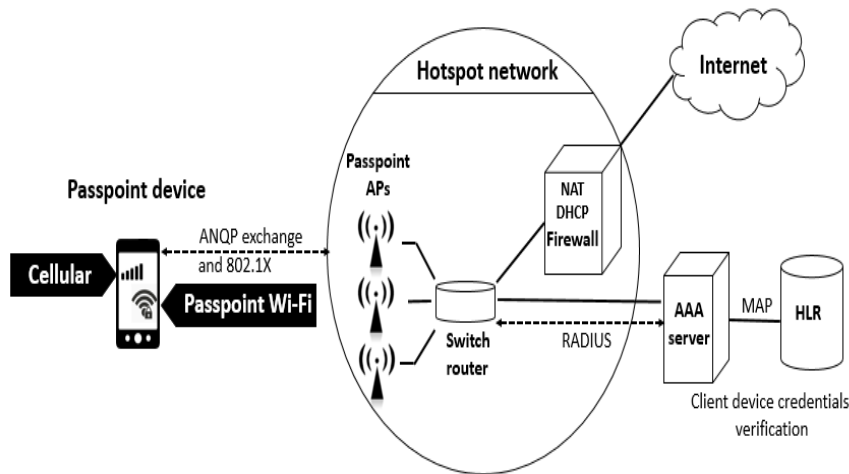 Hotspot network
Internet
Passpoint
APs
Passpoint device
NAT
DHCP
Firewall
ANQP exchange
and 802.1X
Cellular
Passpoint Wi-Fi
Switch
router
RADIUS
AAA
server
MAP
HLR
Client device credentials
verification